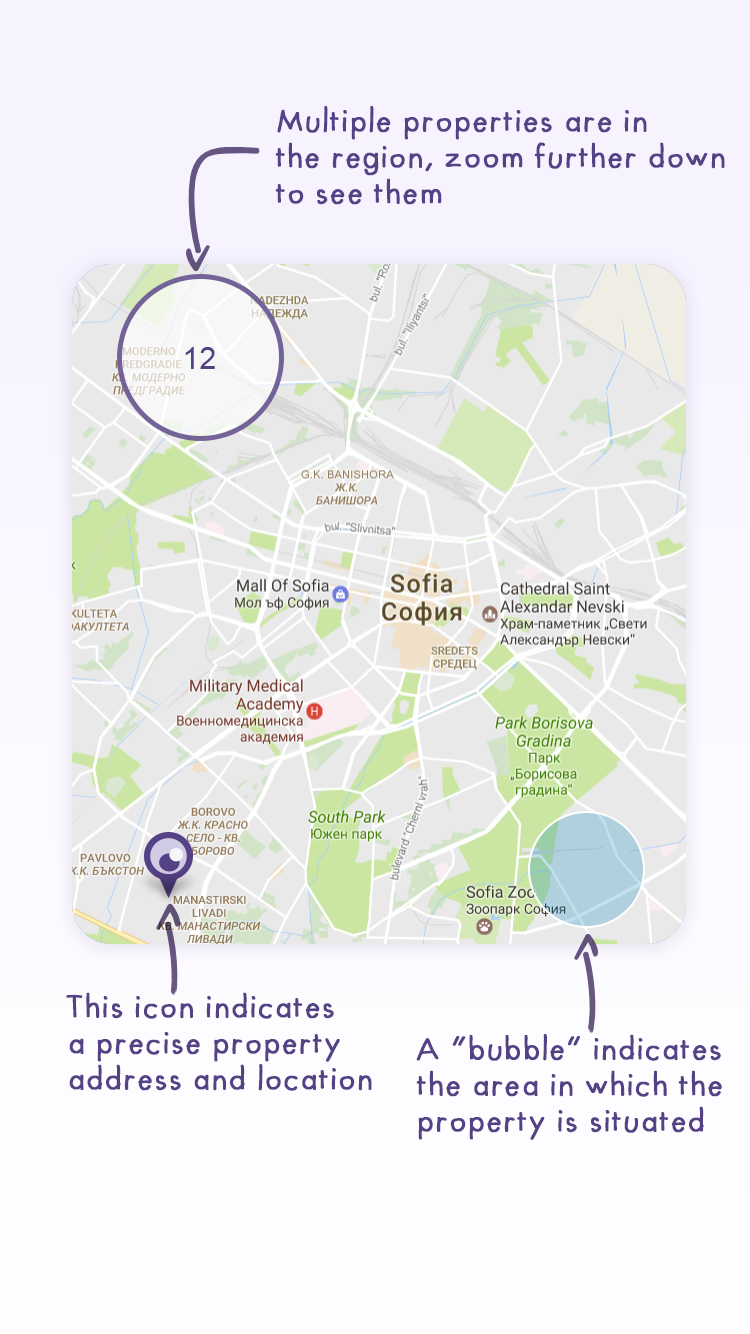 Multiple properties are in
the region, zoom further down
to see them
NADEZHDA
НАДЕЖДА
bul. "Ro.
bul. "Iliyantsi"
MODERNO
PREDGRADIE
КВ. МОДЕРНО
ПРЕДГРАДИЕ
12
G.K. BANISHORA
Ж.К.
БАНИШОРА
bul. "Slivnitsa"
Mall Of Sofia
Мол ъф София
Sofia
София
Cathedral Saint
Alexandar Nevski
Храм-паметник „Свети
Александър Невски“
KULTETA
ФАКУЛТЕТА
SREDETS
СРЕДЕЦ
Military Medical
Academy
Военномедицинска
академия
H
Park Borisova
Gradina
Парк
„Борисова
градина“
bulevard "Cherni vrah"
South Park
Южен парк
BOROVO
Ж.К. КРАСНО
СЕЛО - КВ.
БОРОВО
PAVLOVO
Ж.К. БЪКСТОН
MANASTIRSKI
LIVADI
КВ. МАНАСТИРСКИ
ЛИВАДИ
Sofia Zoo
Зоопарк София
This icon indicates
a precise property
address and location
A “bubble” indicates
the area in which the
property is situated